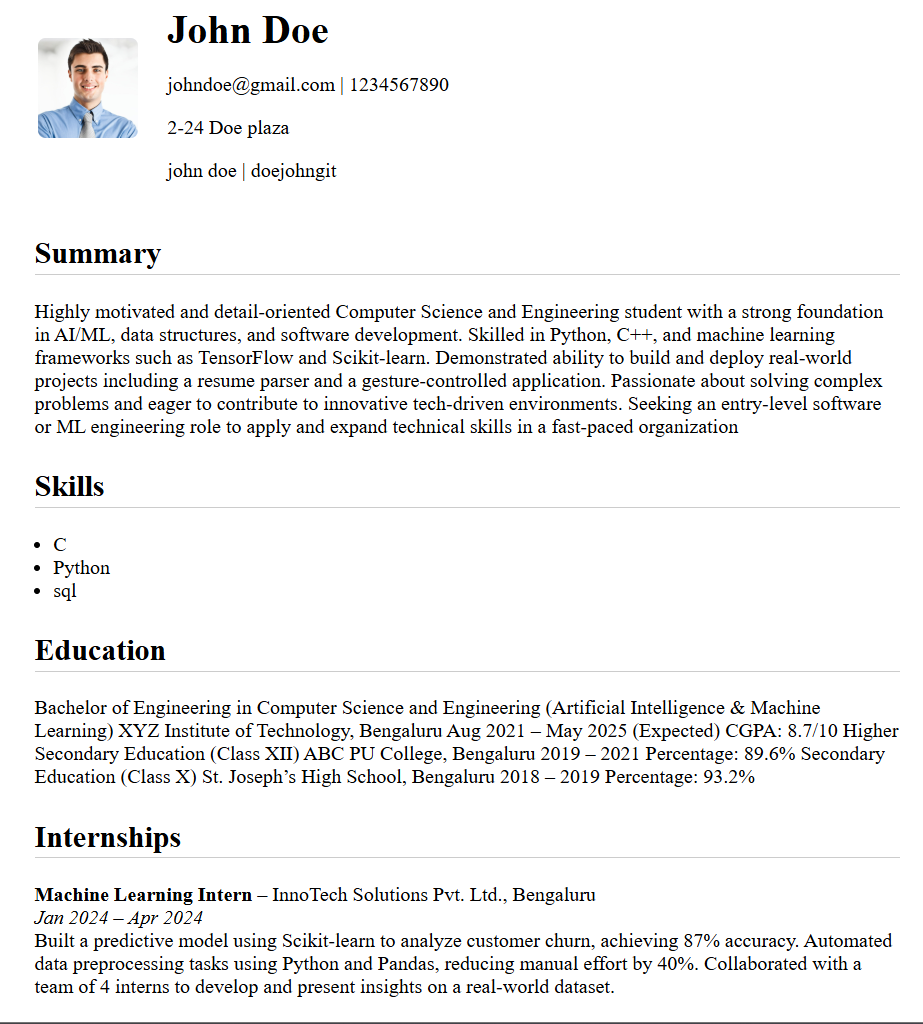 John Doe
johndoe@gmail.com | 1234567890
2-24 Doe plaza
john doe | doejohngit
Summary
Highly motivated and detail-oriented Computer Science and Engineering student with a strong foundation
in AI/ML, data structures, and software development. Skilled in Python, C++, and machine learning
frameworks such as TensorFlow and Scikit-learn. Demonstrated ability to build and deploy real-world
projects including a resume parser and a gesture-controlled application. Passionate about solving complex
problems and eager to contribute to innovative tech-driven environments. Seeking an entry-level software
or ML engineering role to apply and expand technical skills in a fast-paced organization
Skills
• C
• Python
• sql
Education
Bachelor of Engineering in Computer Science and Engineering (Artificial Intelligence & Machine
Learning) XYZ Institute of Technology, Bengaluru Aug 2021 – May 2025 (Expected) CGPA: 8.7/10 Higher
Secondary Education (Class XII) ABC PU College, Bengaluru 2019 – 2021 Percentage: 89.6% Secondary
Education (Class X) St. Joseph’s High School, Bengaluru 2018 – 2019 Percentage: 93.2%
Internships
Machine Learning Intern – InnoTech Solutions Pvt. Ltd., Bengaluru
Jan 2024 – Apr 2024
Built a predictive model using Scikit-learn to analyze customer churn, achieving 87% accuracy. Automated
data preprocessing tasks using Python and Pandas, reducing manual effort by 40%. Collaborated with a
team of 4 interns to develop and present insights on a real-world dataset.